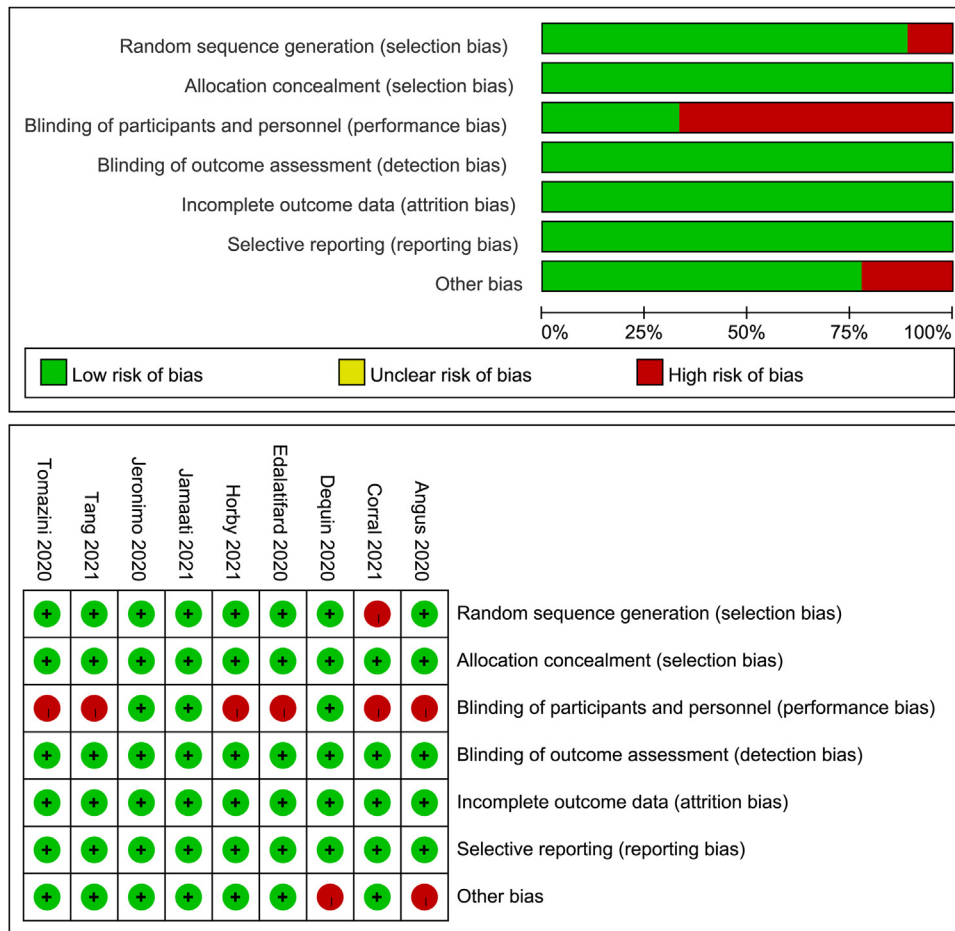 Random sequence generation (selection bias)
Allocation concealment (selection bias)
Blinding of participants and personnel (performance bias)
Blinding of outcome assessment (detection bias)
Incomplete outcome data (attrition bias)
Selective reporting (reporting bias)
Other bias
0% 25% 50% 75% 100%
Low risk of bias Unclear risk of bias High risk of bias
Tomazini 2020
Tang 2021
Jeronimo 2020
Jamaati 2021
Horby 2021
Edalatifard 2020
Dequin 2020
Corral 2021
Angus 2020
+ + + + + + + - + Random sequence generation (selection bias)
+ + + + + + + + + Allocation concealment (selection bias)
- - + + - - + - - Blinding of participants and personnel (performance bias)
+ + + + + + + + + Blinding of outcome assessment (detection bias)
+ + + + + + + + + Incomplete outcome data (attrition bias)
+ + + + + + + + + Selective reporting (reporting bias)
+ + + + + + - + - Other bias